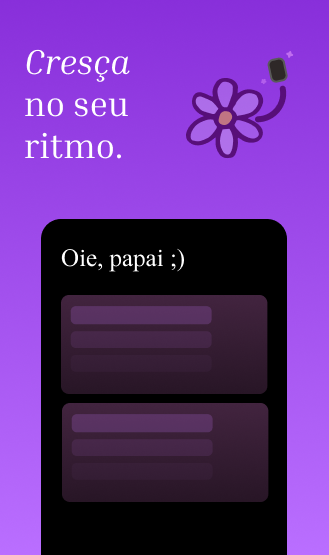 Cresça
no seu
ritmo.
Oie, papai ;)